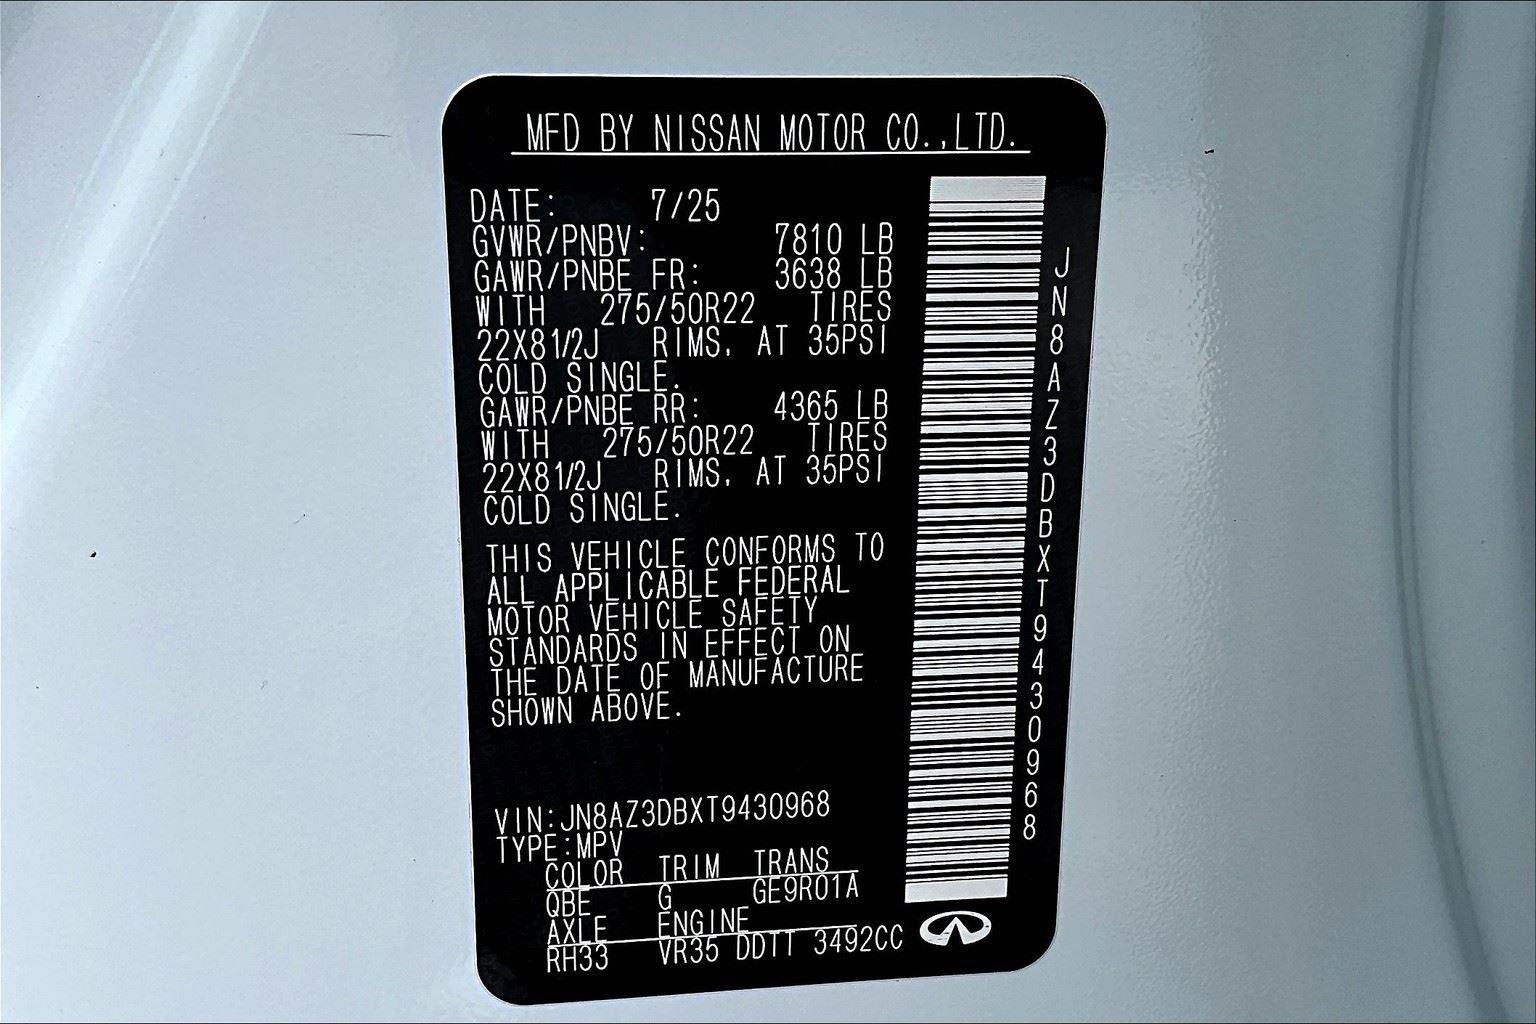 MFD BY NISSAN MOTOR CO.,LTD.
DATE: 7/25
GVWR/PNBV: 7810 LB
GAWR/PNBE FR: 3638 LB
WITH 275/50R22 TIRES
22X81/2J RIMS, AT 35PSI
COLD SINGLE.
GAWR/PNBE RR: 4365 LB
WITH 275/50R22 TIRES
22X81/2J RIMS, AT 35PSI
COLD SINGLE.
THIS VEHICLE CONFORMS TO
ALL APPLICABLE FEDERAL
MOTOR VEHICLE SAFETY
STANDARDS IN EFFECT ON
THE DATE OF MANUFACTURE
SHOWN ABOVE.
VIN:JN8AZ3DBXT9430968
TYPE:MPV
COLOR TRIM TRANS
QBE G GE9R01A
AXLE ENGINE
RH33 VR35 DDTT 3492CC
JN8AZ3DBXT9430968